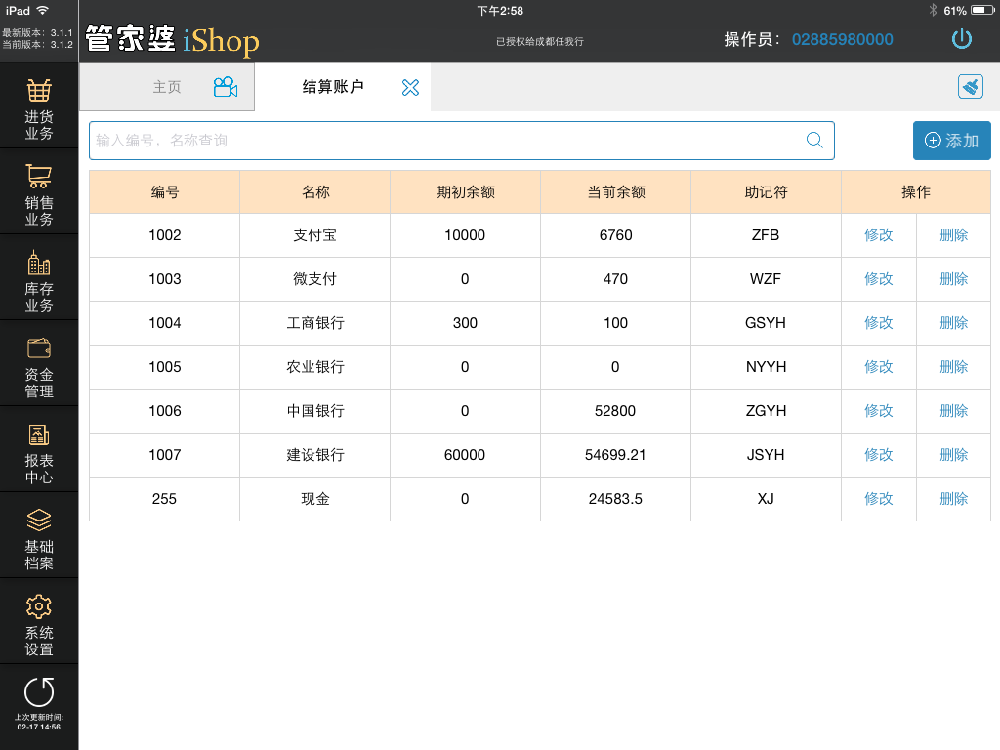 iPad 下午2:58 61%
最新版本：3.1.1
当前版本：3.1.2
管家婆 iShop
已授权给成都任我行
操作员： 02885980000
主页 结算账户
输入编号，名称查询
添加
编号 名称 期初余额 当前余额 助记符 操作
1002 支付宝 10000 6760 ZFB 修改 删除
1003 微支付 0 470 WZF 修改 删除
1004 工商银行 300 100 GSYH 修改 删除
1005 农业银行 0 0 NYYH 修改 删除
1006 中国银行 0 52800 ZGYH 修改 删除
1007 建设银行 60000 54699.21 JSYH 修改 删除
255 现金 0 24583.5 XJ 修改 删除
进货
业务
销售
业务
库存
业务
资金
管理
报表
中心
基础
档案
系统
设置
上次更新时间:
02-17 14:56